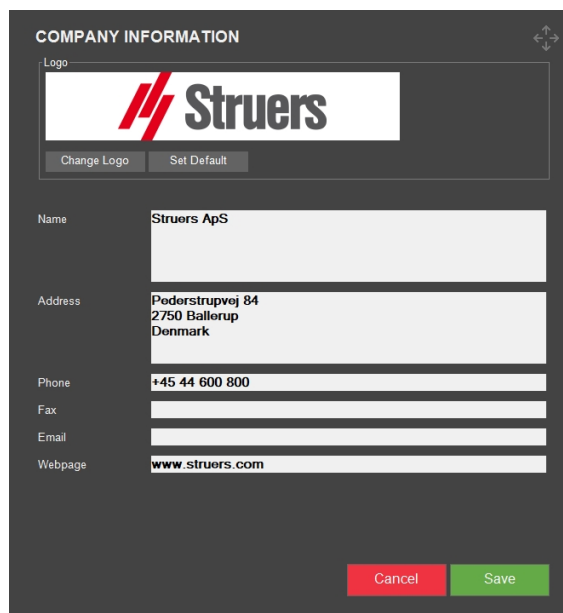 COMPANY INFORMATION
Logo
Struers
Change Logo Set Default
Name Struers ApS
Address Pederstrupvej 84
2750 Ballerup
Denmark
Phone +45 44 600 800
Fax
Email
Webpage www.struers.com
Cancel Save